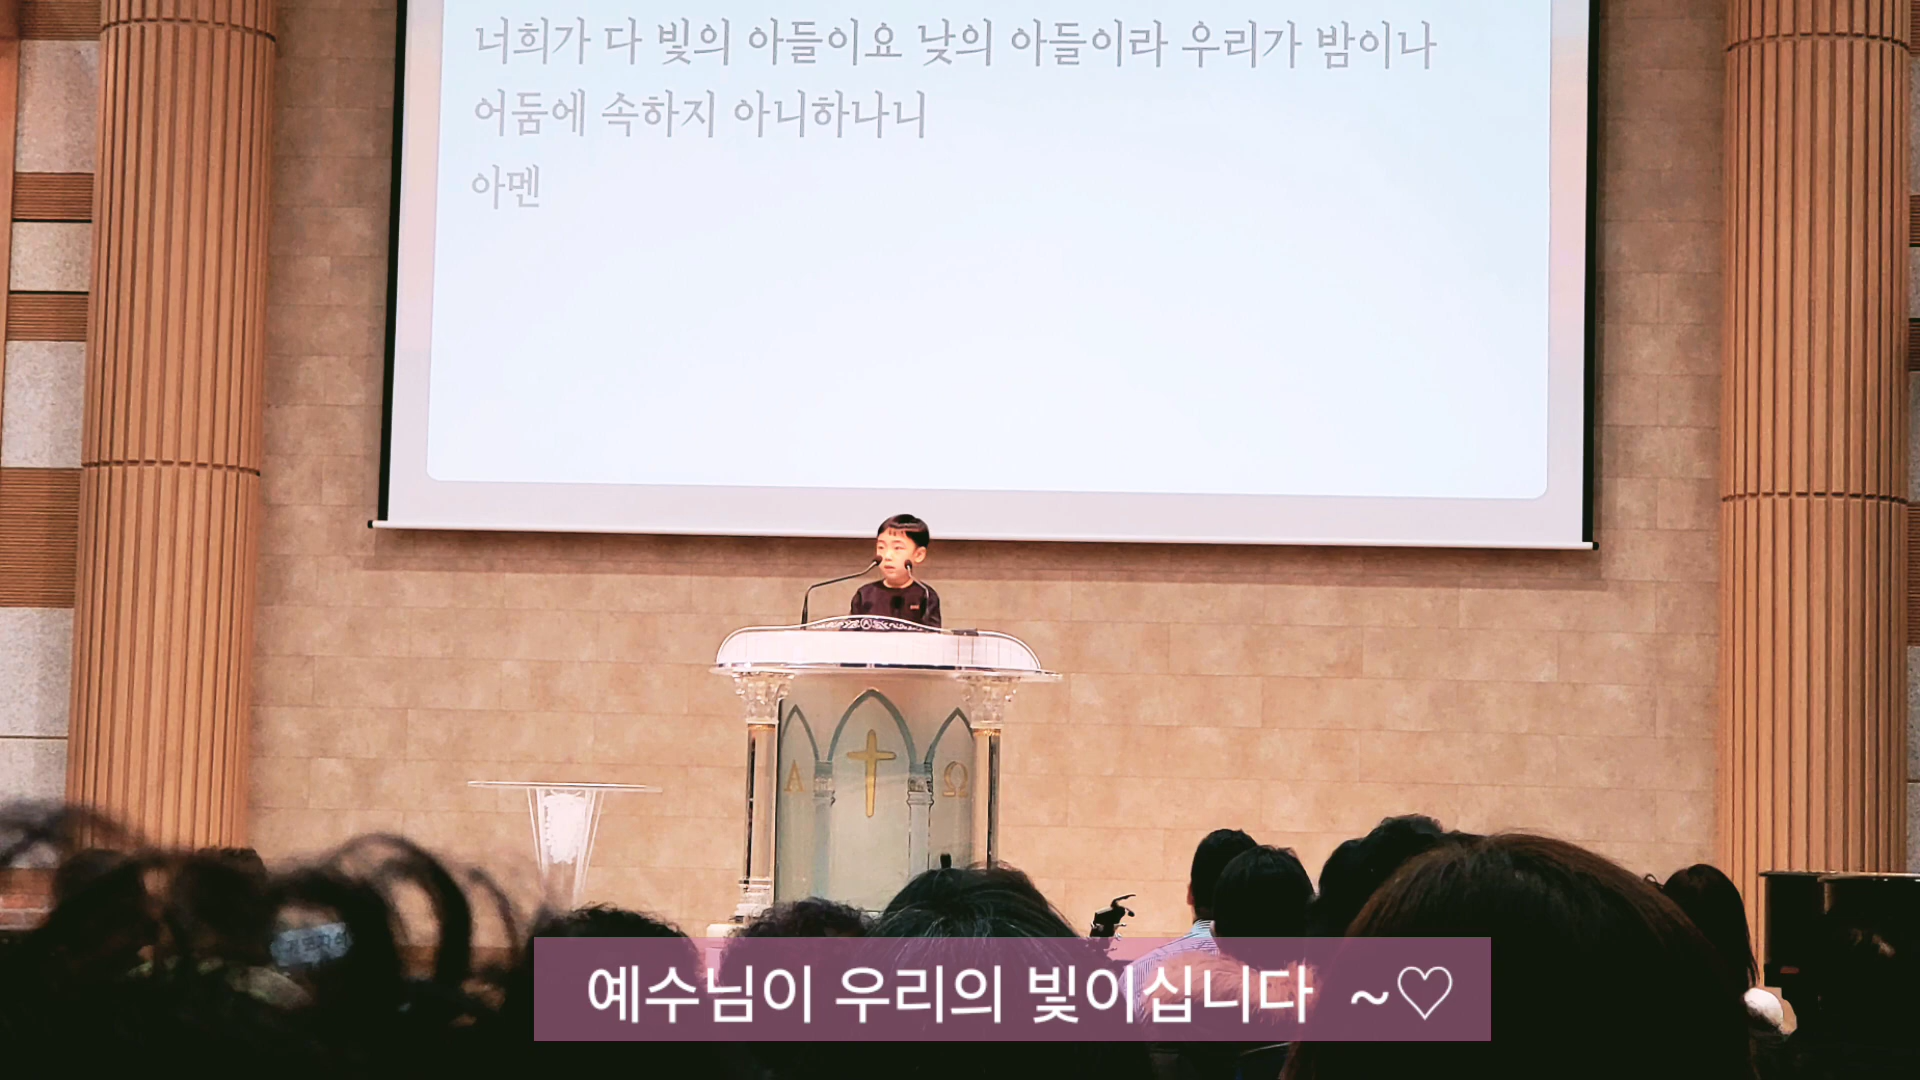 너희가 다 빛의 아들이요 낮의 아들이라 우리가 밤이나
어둠에 속하지 아니하나니
아멘
Α Ω
예수님이 우리의 빛이십니다 ~♡